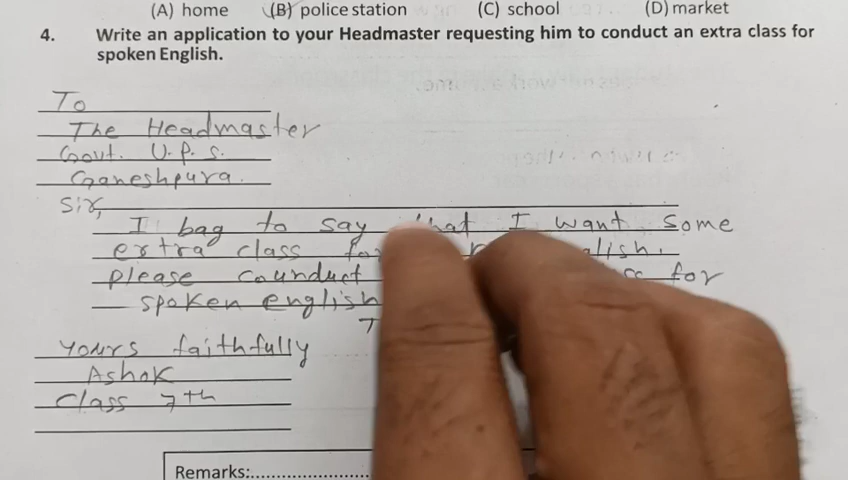 (A) home (B) police station (C) school (D) market
4. Write an application to your Headmaster requesting him to conduct an extra class for
spoken English.
To
The Headmaster
Govt. U.P.S.
Ganeshpura.
Sir,
I bag to say that I want some
extra class
please counduct for
spoken english
yours faithfully
Ashok
Class 7th
Remarks:....................